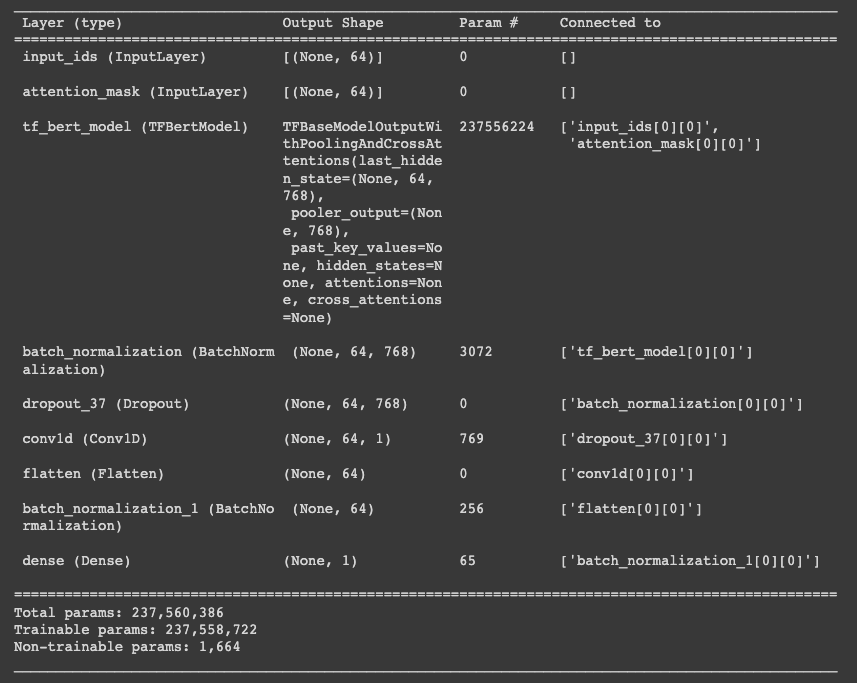 Layer (type) Output Shape Param # Connected to
input_ids (InputLayer) [(None, 64)] 0 []
attention_mask (InputLayer) [(None, 64)] 0 []
tf_bert_model (TFBertModel) TFBaseModelOutputWi 237556224 ['input_ids[0][0]',
thPoolingAndCrossAt 'attention_mask[0][0]']
tentions(last_hidde
n_state=(None, 64,
768),
pooler_output=(Non
e, 768),
past_key_values=No
ne, hidden_states=N
one, attentions=Non
e, cross_attentions
=None)
batch_normalization (BatchNorm (None, 64, 768) 3072 ['tf_bert_model[0][0]']
alization)
dropout_37 (Dropout) (None, 64, 768) 0 ['batch_normalization[0][0]']
conv1d (Conv1D) (None, 64, 1) 769 ['dropout_37[0][0]']
flatten (Flatten) (None, 64) 0 ['conv1d[0][0]']
batch_normalization_1 (BatchNo (None, 64) 256 ['flatten[0][0]']
rmalization)
dense (Dense) (None, 1) 65 ['batch_normalization_1[0][0]']
Total params: 237,560,386
Trainable params: 237,558,722
Non-trainable params: 1,664